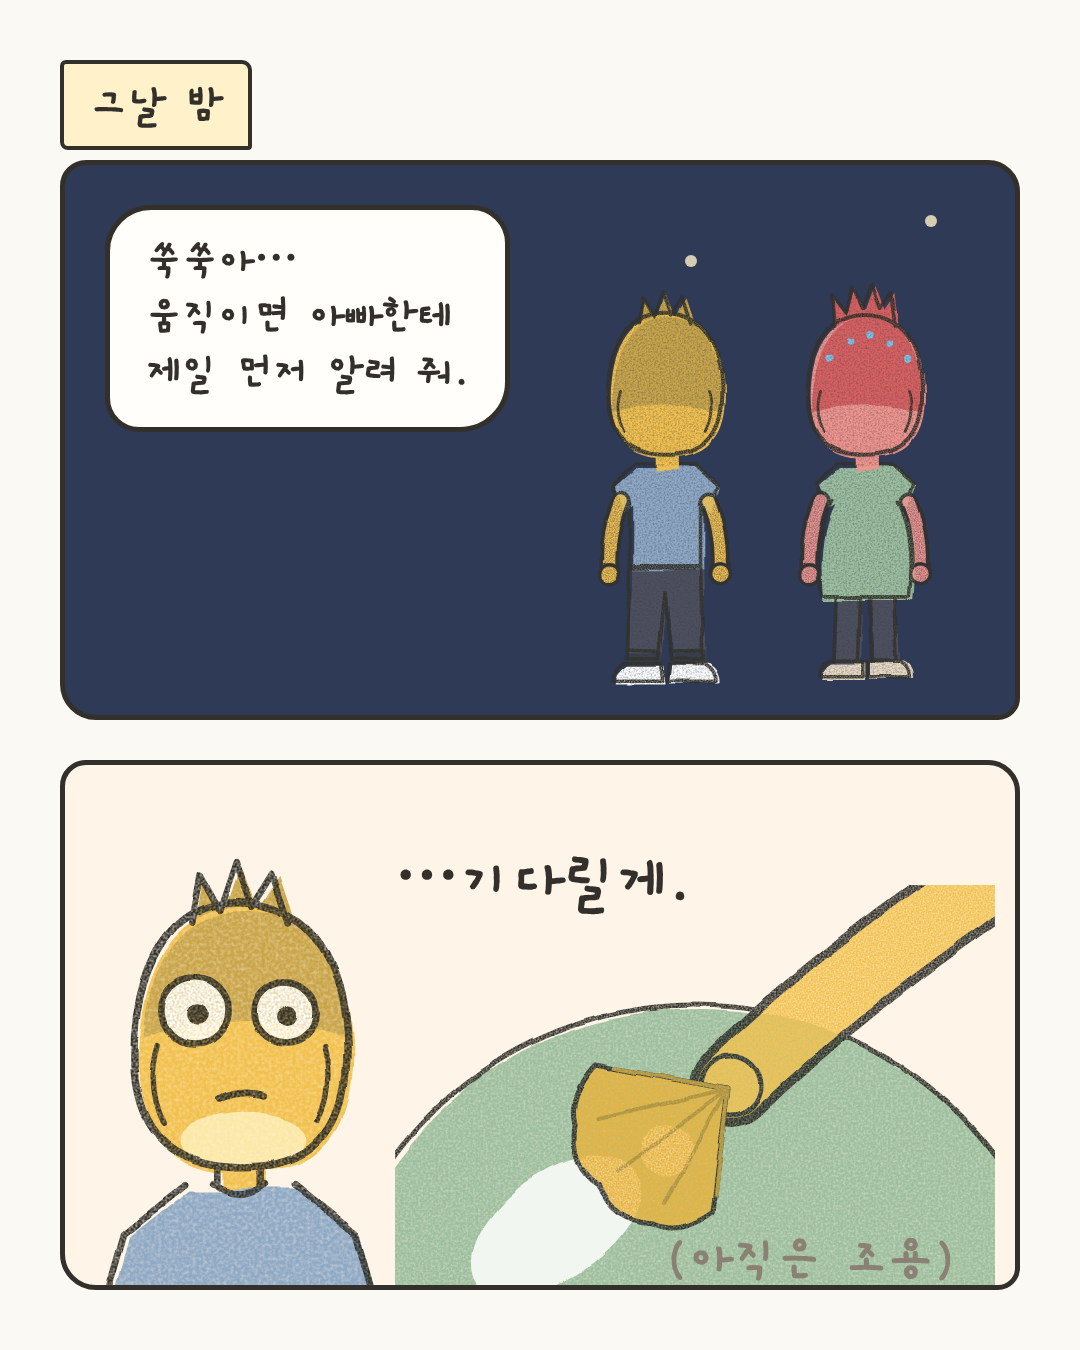 그날 밤
쑥쑥아…
움직이면 아빠한테
제일 먼저 알려 줘.
…기다릴게.
(아직은 조용)